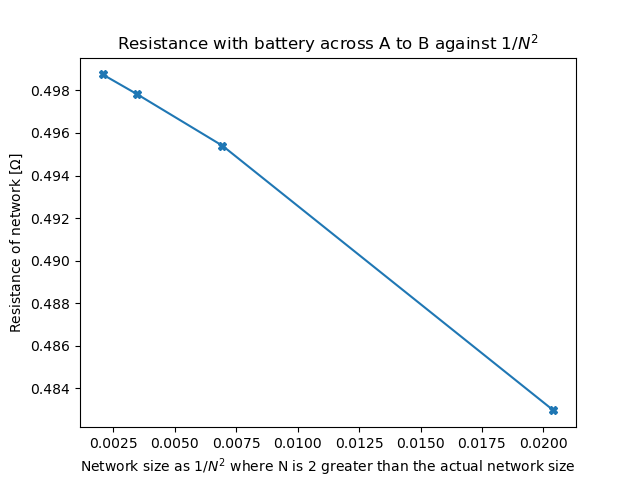 Resistance with battery across A to B against 1/N²
0.498
0.496
0.494
0.492
0.490
0.488
0.486
0.484
Resistance of network [Ω]
0.0025 0.0050 0.0075 0.0100 0.0125 0.0150 0.0175 0.0200
Network size as 1/N² where N is 2 greater than the actual network size